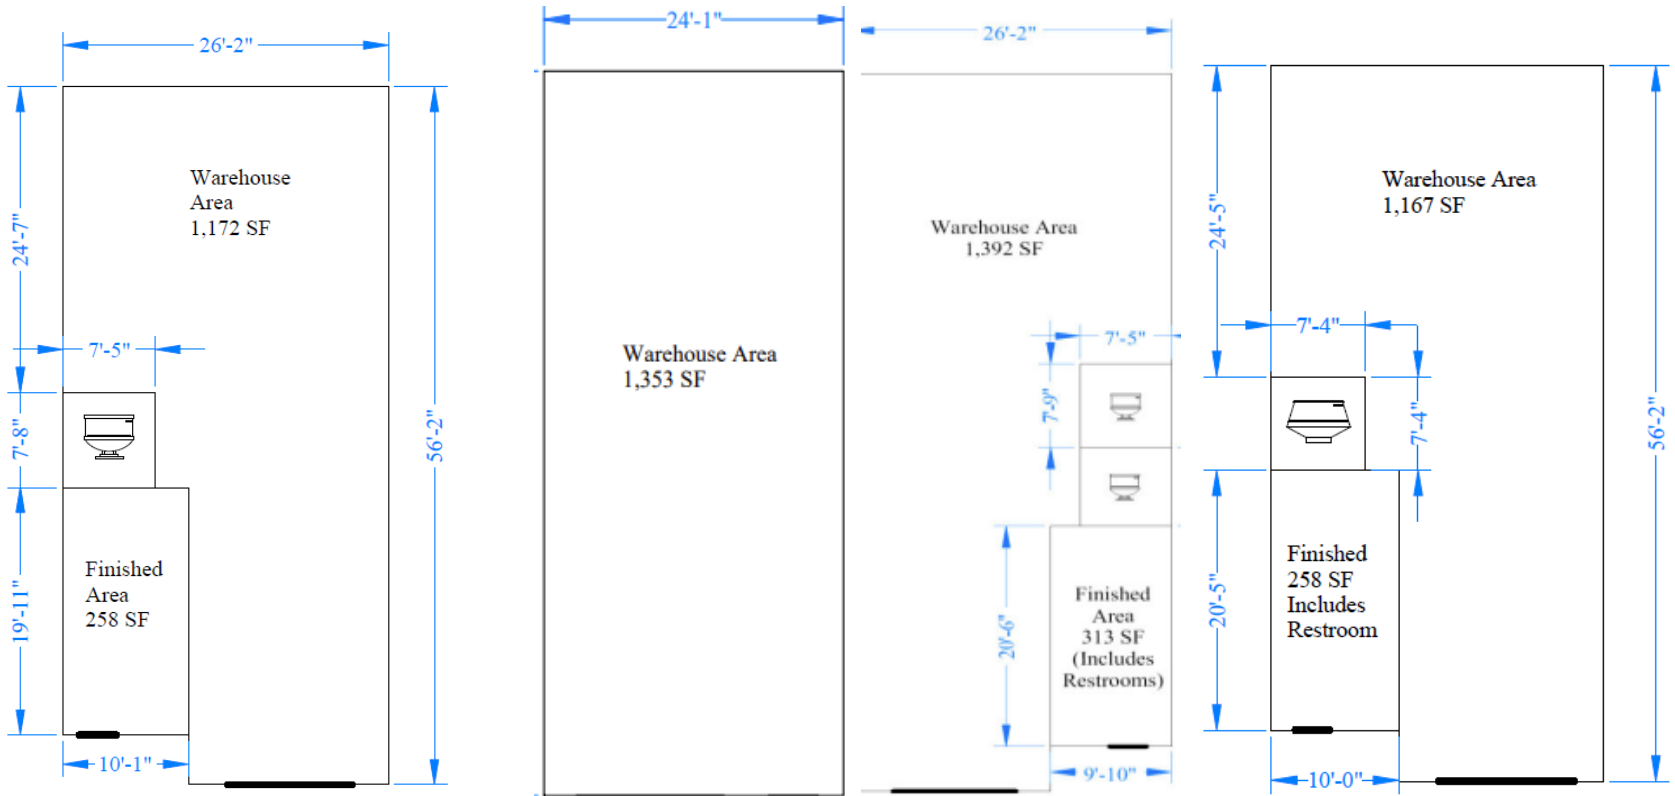 26'-2"
24'-7"
Warehouse
Area
1,172 SF
7'-5"
7'-8"
56'-2"
Finished
Area
258 SF
19'-11"
10'-1"
24'-1"
Warehouse Area
1,353 SF
26'-2"
Warehouse Area
1,392 SF
7'-5"
7'-9"
20'-6"
Finished
Area
313 SF
(Includes
Restrooms)
9'-10"
24'-5"
Warehouse Area
1,167 SF
7'-4"
7'-4"
56'-2"
20'-5"
Finished
258 SF
Includes
Restroom
10'-0"